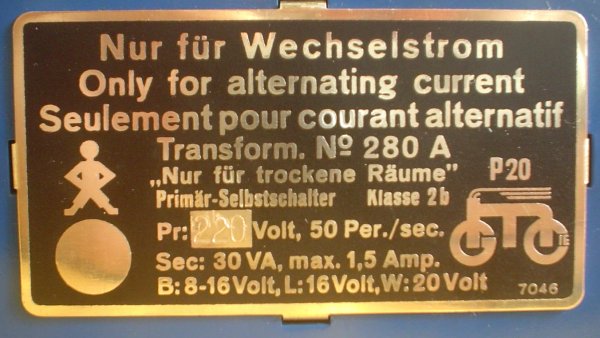 Nur für Wechselstrom
Only for alternating current
Seulement pour courant alternatif
Transform. Nº 280 A
„Nur für trockene Räume"
P20
Primär-Selbstschalter Klasse 2b
Pr: 220 Volt, 50 Per./sec.
Sec: 30 VA, max. 1,5 Amp.
B: 8-16 Volt, L: 16 Volt, W: 20 Volt
7046